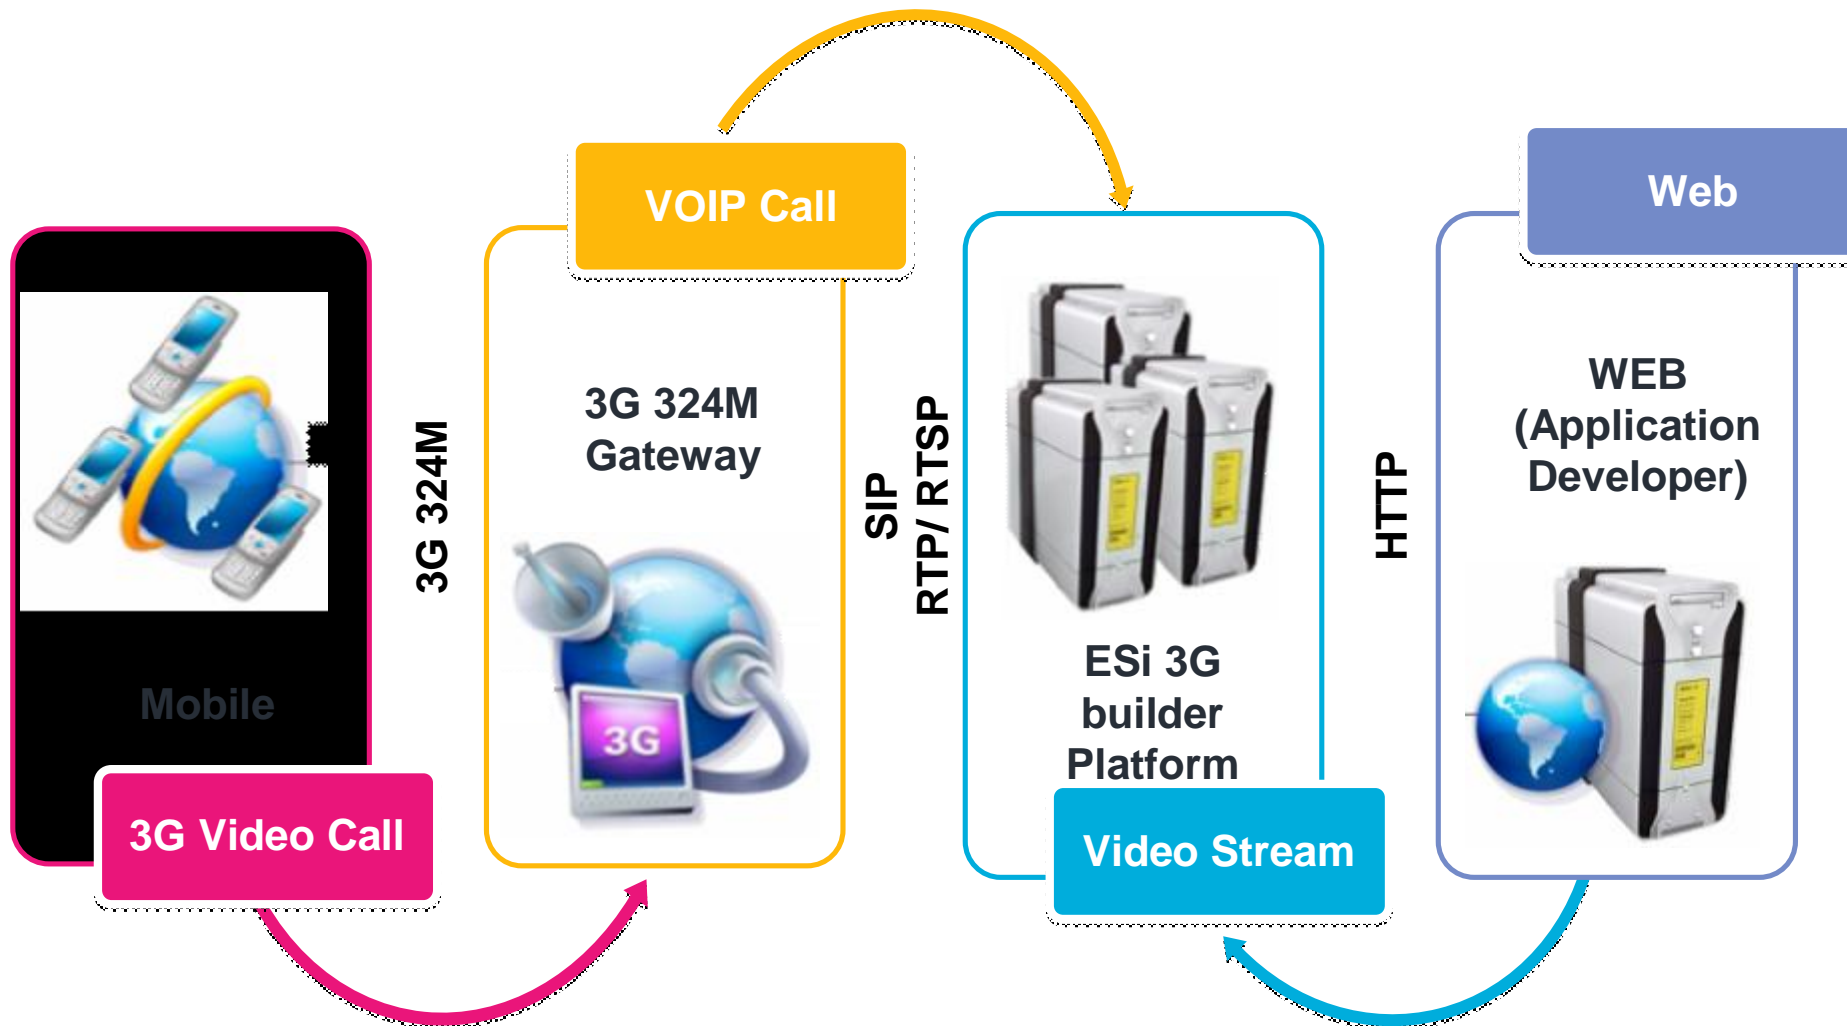 Mobile
3G Video Call
3G 324M
VOIP Call
3G 324M
Gateway
3G
SIP
RTP/ RTSP
ESi 3G
builder
Platform
Video Stream
HTTP
Web
WEB
(Application
Developer)